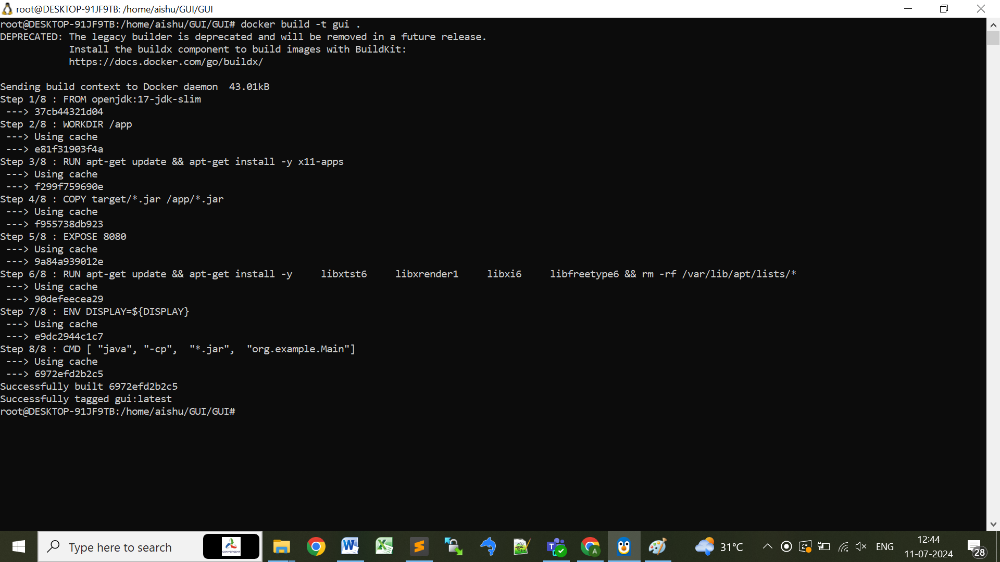 root@DESKTOP-91JF9TB: /home/aishu/GUI/GUI
root@DESKTOP-91JF9TB:/home/aishu/GUI/GUI# docker build -t gui .
DEPRECATED: The legacy builder is deprecated and will be removed in a future release.
            Install the buildx component to build images with BuildKit:
            https://docs.docker.com/go/buildx/

Sending build context to Docker daemon  43.01kB
Step 1/8 : FROM openjdk:17-jdk-slim
 ---> 37cb44321d04
Step 2/8 : WORKDIR /app
 ---> Using cache
 ---> e81f31903f4a
Step 3/8 : RUN apt-get update && apt-get install -y x11-apps
 ---> Using cache
 ---> f299f759690e
Step 4/8 : COPY target/*.jar /app/*.jar
 ---> Using cache
 ---> f955738db923
Step 5/8 : EXPOSE 8080
 ---> Using cache
 ---> 9a84a939012e
Step 6/8 : RUN apt-get update && apt-get install -y     libxtst6     libxrender1     libxi6     libfreetype6 && rm -rf /var/lib/apt/lists/*
 ---> Using cache
 ---> 90defeecea29
Step 7/8 : ENV DISPLAY=${DISPLAY}
 ---> Using cache
 ---> e9dc2944c1c7
Step 8/8 : CMD [ "java", "-cp",  "*.jar",  "org.example.Main"]
 ---> Using cache
 ---> 6972efd2b2c5
Successfully built 6972efd2b2c5
Successfully tagged gui:latest
root@DESKTOP-91JF9TB:/home/aishu/GUI/GUI#
Type here to search
CONVERGENT
31°C
ENG
12:44
11-07-2024
28